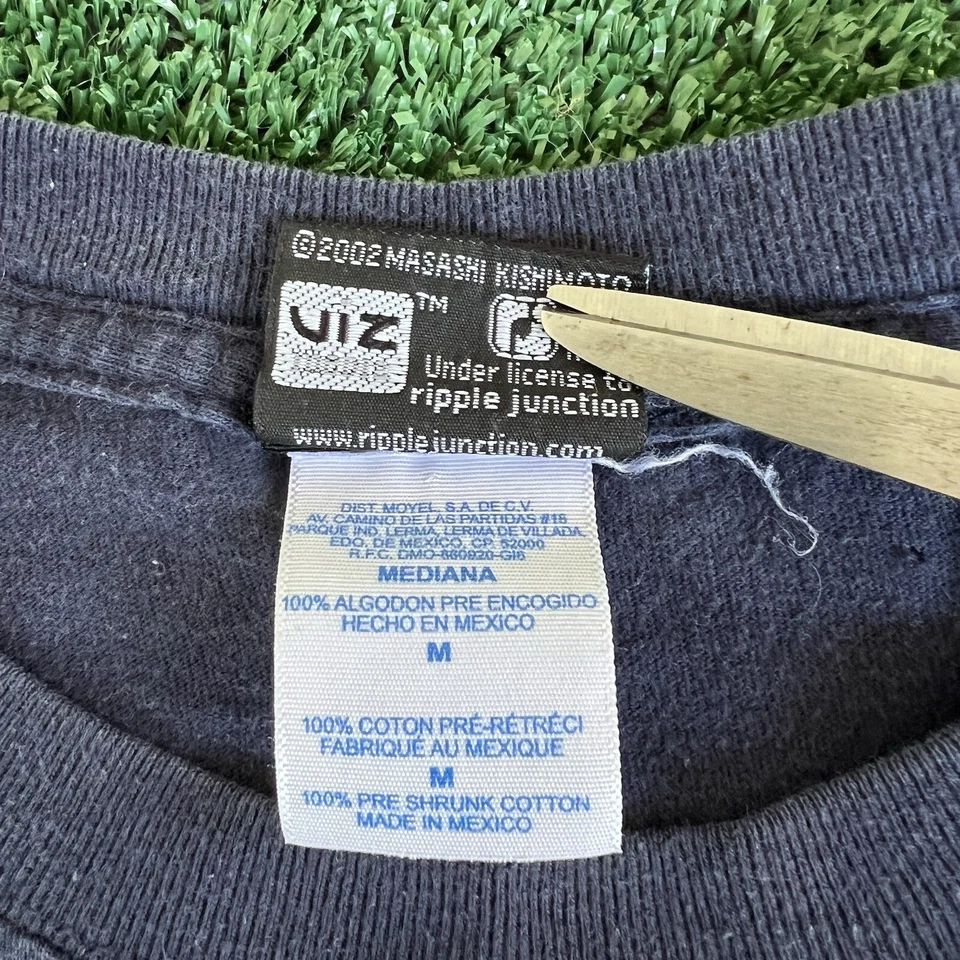 ©2002 MASASHI KISHIMOTO
VIZ ™
Under license to
ripple junction
www.ripplejunction.com
DIST. MOYEL, S.A. DE C.V.
AV. CAMINO DE LAS PARTIDAS #18
PARQUE IND. LERMA, LERMA DE VILLADA,
EDO. DE MEXICO, CP. 52000
R.F.C. DMO-860920-GI6
MEDIANA
100% ALGODON PRE ENCOGIDO
HECHO EN MEXICO
M
100% COTON PRÉ-RÉTRÉCI
FABRIQUÉ AU MEXIQUE
M
100% PRE SHRUNK COTTON
MADE IN MEXICO